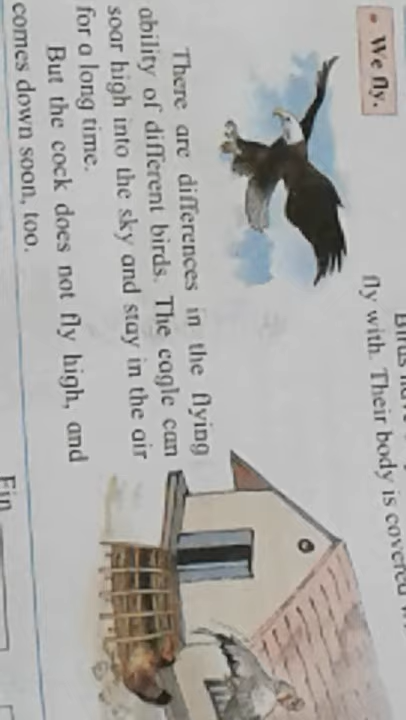 fly with. Their body is covered
• We fly.
There are differences in the flying
ability of different birds. The eagle can
soar high into the sky and stay in the air
for a long time.
But the cock does not fly high, and
comes down soon, too.